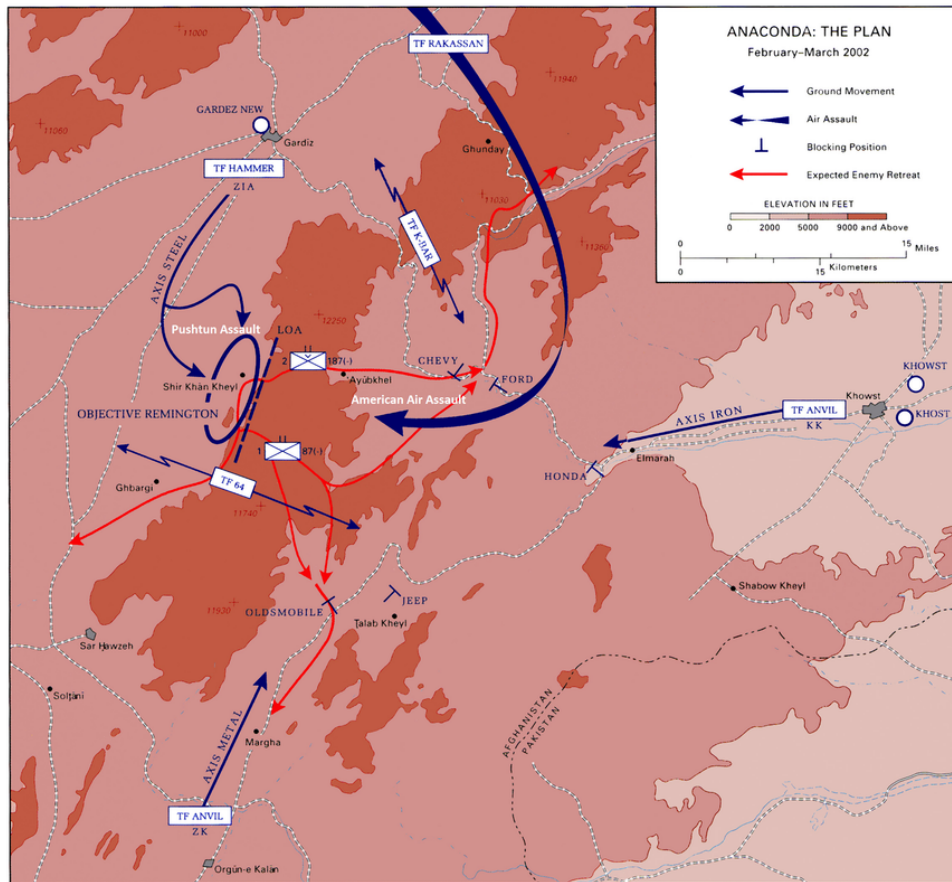 ANACONDA: THE PLAN
February–March 2002
Ground Movement
Air Assault
Blocking Position
Expected Enemy Retreat
ELEVATION IN FEET
0 2000 5000 9000 and Above
0 15 Miles
0 15
Kilometers
11000
TF RAKASSAN
11940
GARDEZ NEW
11060
Gardiz
Ghunday
TF HAMMER
ZIA
11030
TF K-BAR
11260
AXIS STEEL
12250
Pushtun Assault
LOA
2 187(-)
CHEVY
Shir Khàn Kheyl
Ayūbkhel
FORD
KHOWST
American Air Assault
OBJECTIVE REMINGTON
TF ANVIL
Khowst
AXIS IRON
KHOST
KK
1 87(-)
Elmarah
HONDA
TF 64
Ghbargi
11740
Shabow Kheyl
11930
OLDSMOBILE
JEEP
Talab Kheyl
Sar Hawzeh
Solţāni
AXIS METAL
Margha
AFGHANISTAN
PAKISTAN
TF ANVIL
ZK
Orgūn-e Kalān